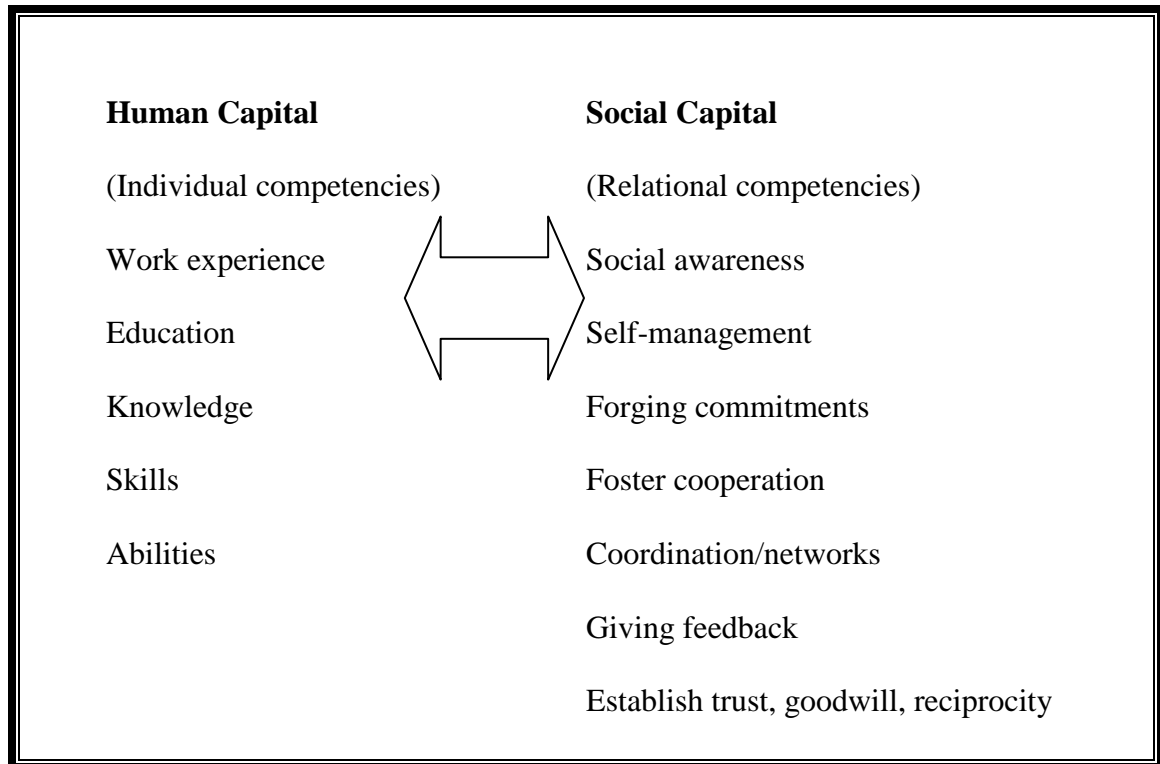 Human Capital
(Individual competencies)
Work experience
Education
Knowledge
Skills
Abilities
Social Capital
(Relational competencies)
Social awareness
Self-management
Forging commitments
Foster cooperation
Coordination/networks
Giving feedback
Establish trust, goodwill, reciprocity